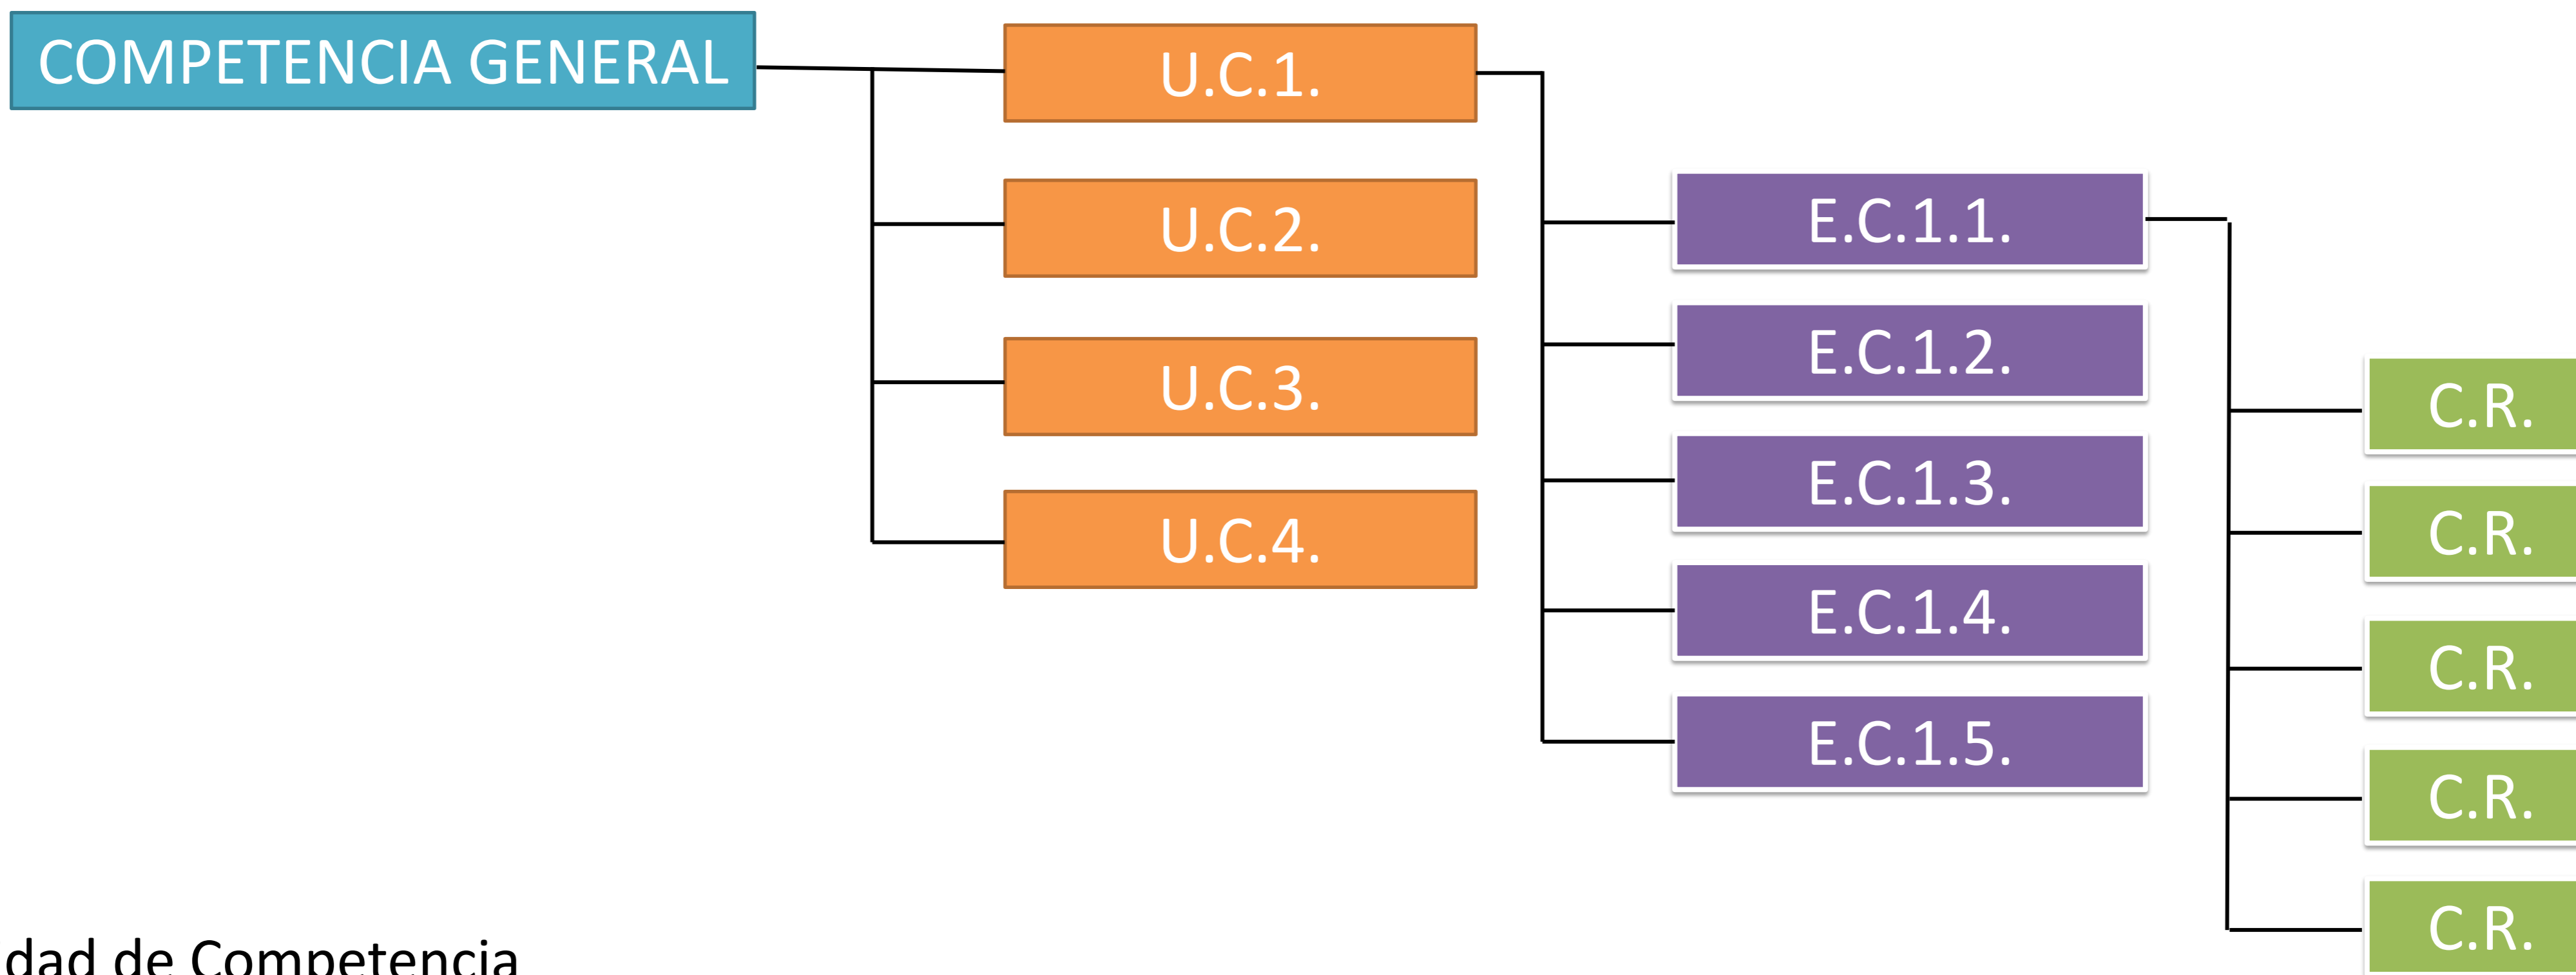 COMPETENCIA GENERAL
U.C.1.
U.C.2.
U.C.3.
U.C.4.
E.C.1.1.
E.C.1.2.
E.C.1.3.
E.C.1.4.
E.C.1.5.
C.R.
C.R.
C.R.
C.R.
C.R.
dad de Competencia